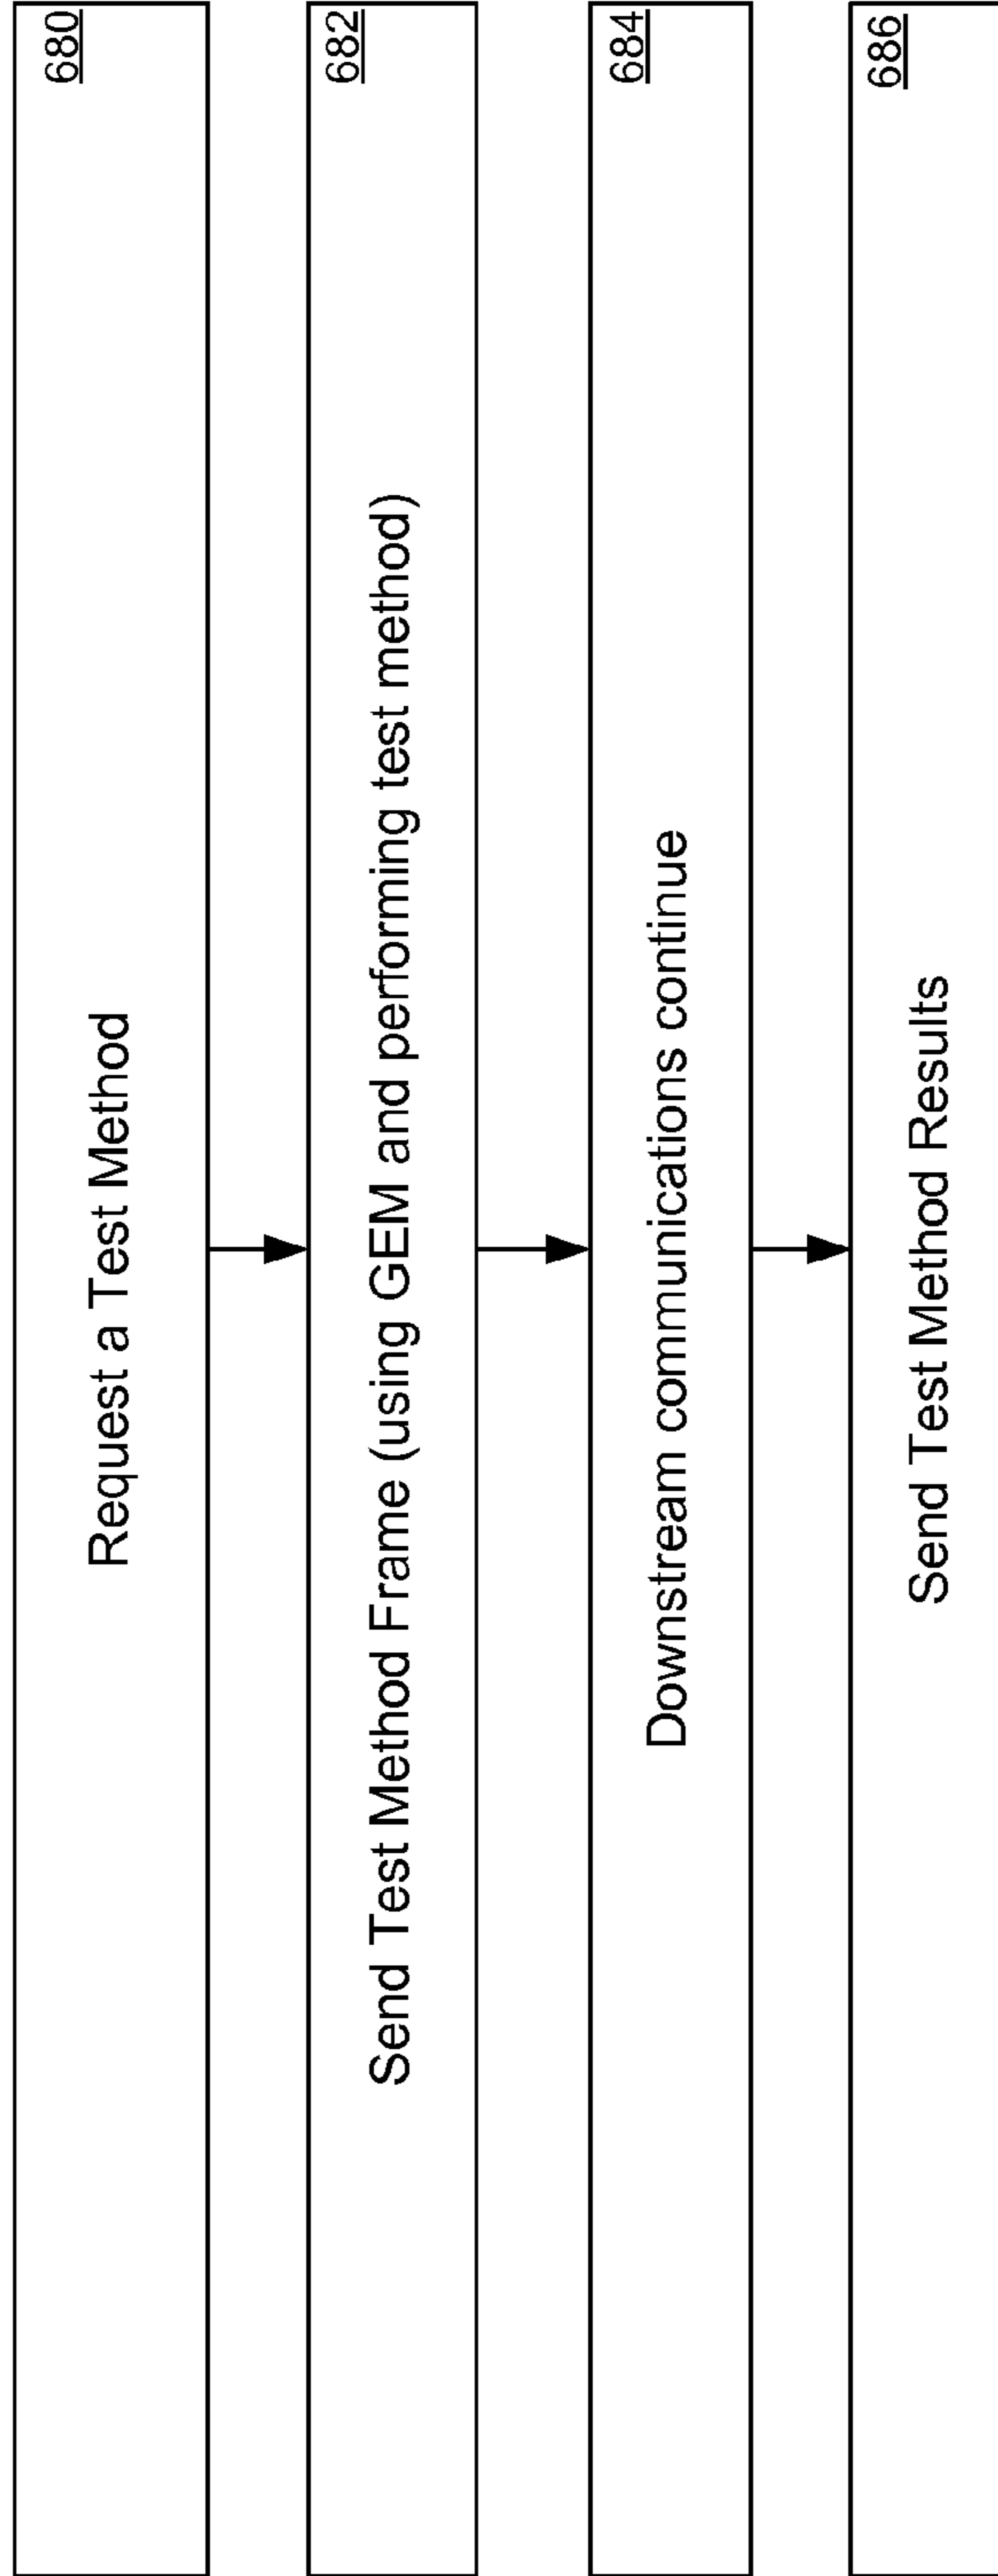 Request a Test Method
680
Send Test Method Frame (using GEM and performing test method)
682
Downstream communications continue
684
Send Test Method Results
686